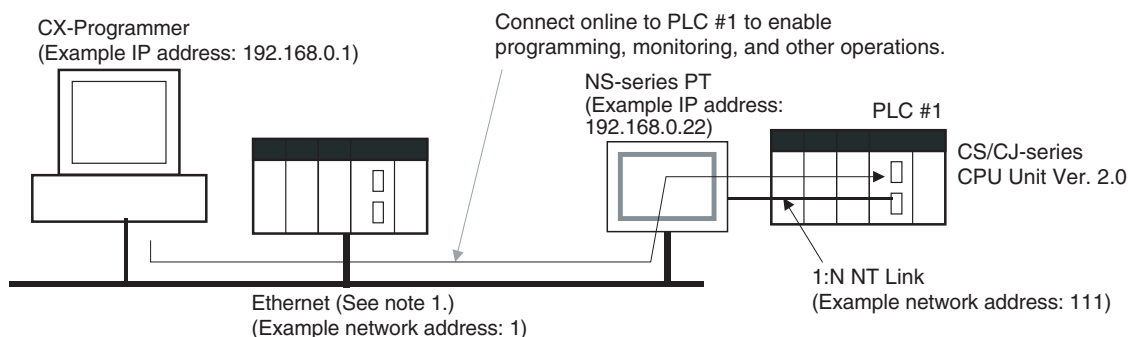 CX-Programmer
(Example IP address: 192.168.0.1)
Connect online to PLC #1 to enable
programming, monitoring, and other operations.
NS-series PT
(Example IP address:
192.168.0.22)
PLC #1
CS/CJ-series
CPU Unit Ver. 2.0
1:N NT Link
(Example network address: 111)
Ethernet (See note 1.)
(Example network address: 1)